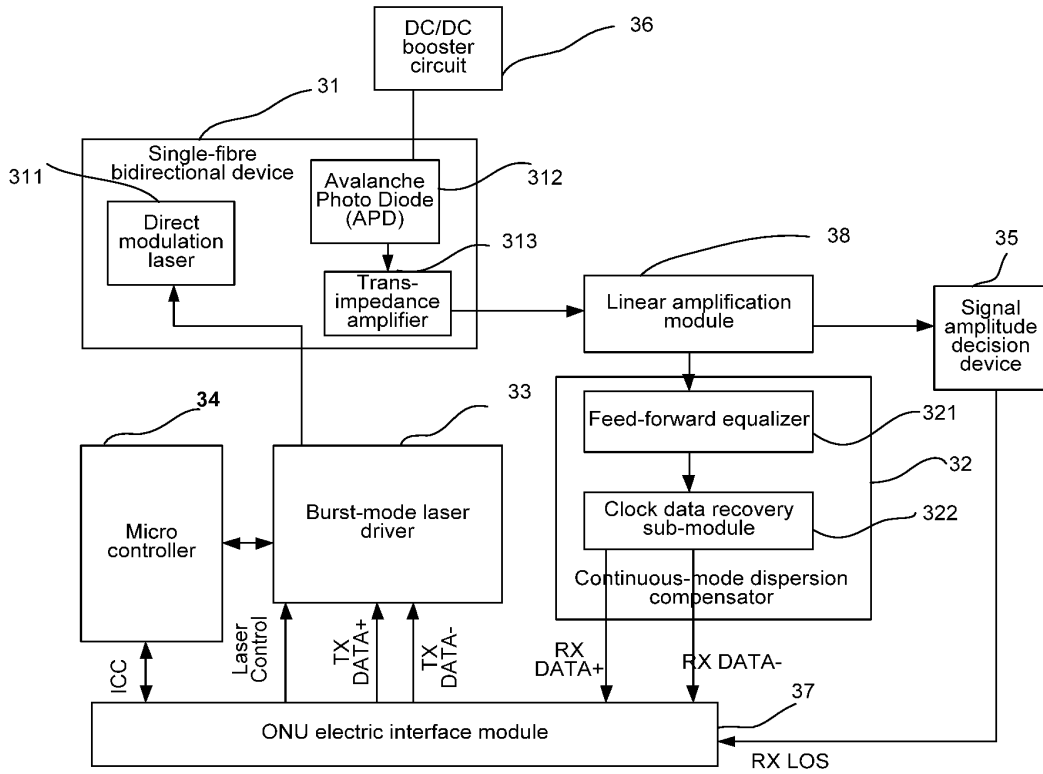 DC/DC
booster
circuit
36
31
Single-fibre
bidirectional device
311
Direct
modulation
laser
Avalanche
Photo Diode
(APD)
312
313
Trans-
impedance
amplifier
38
Linear amplification
module
35
Signal
amplitude
decision
device
34
Micro
controller
33
Burst-mode laser
driver
Feed-forward equalizer
321
32
Clock data recovery
sub-module
322
Continuous-mode dispersion
compensator
ICC
Laser
Control
TX
DATA+
TX
DATA-
RX
DATA+
RX DATA-
37
ONU electric interface module
RX LOS